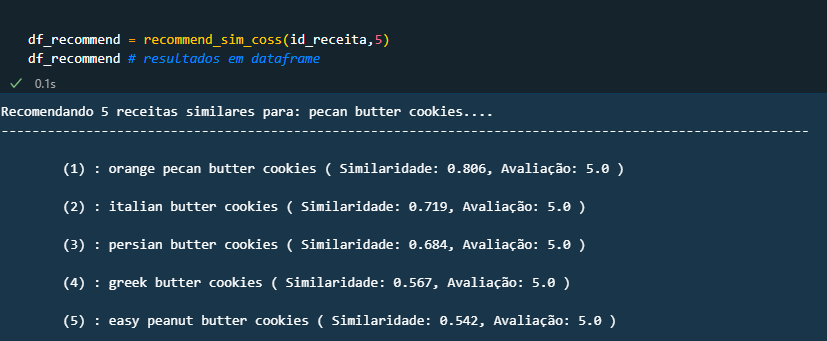 df_recommend = recommend_sim_coss(id_receita,5)
df_recommend # resultados em dataframe
0.1s
Recomendando 5 receitas similares para: pecan butter cookies....
---------------------------------------------------------------------------------------------------------
(1) : orange pecan butter cookies ( Similaridade: 0.806, Avaliação: 5.0 )
(2) : italian butter cookies ( Similaridade: 0.719, Avaliação: 5.0 )
(3) : persian butter cookies ( Similaridade: 0.684, Avaliação: 5.0 )
(4) : greek butter cookies ( Similaridade: 0.567, Avaliação: 5.0 )
(5) : easy peanut butter cookies ( Similaridade: 0.542, Avaliação: 5.0 )